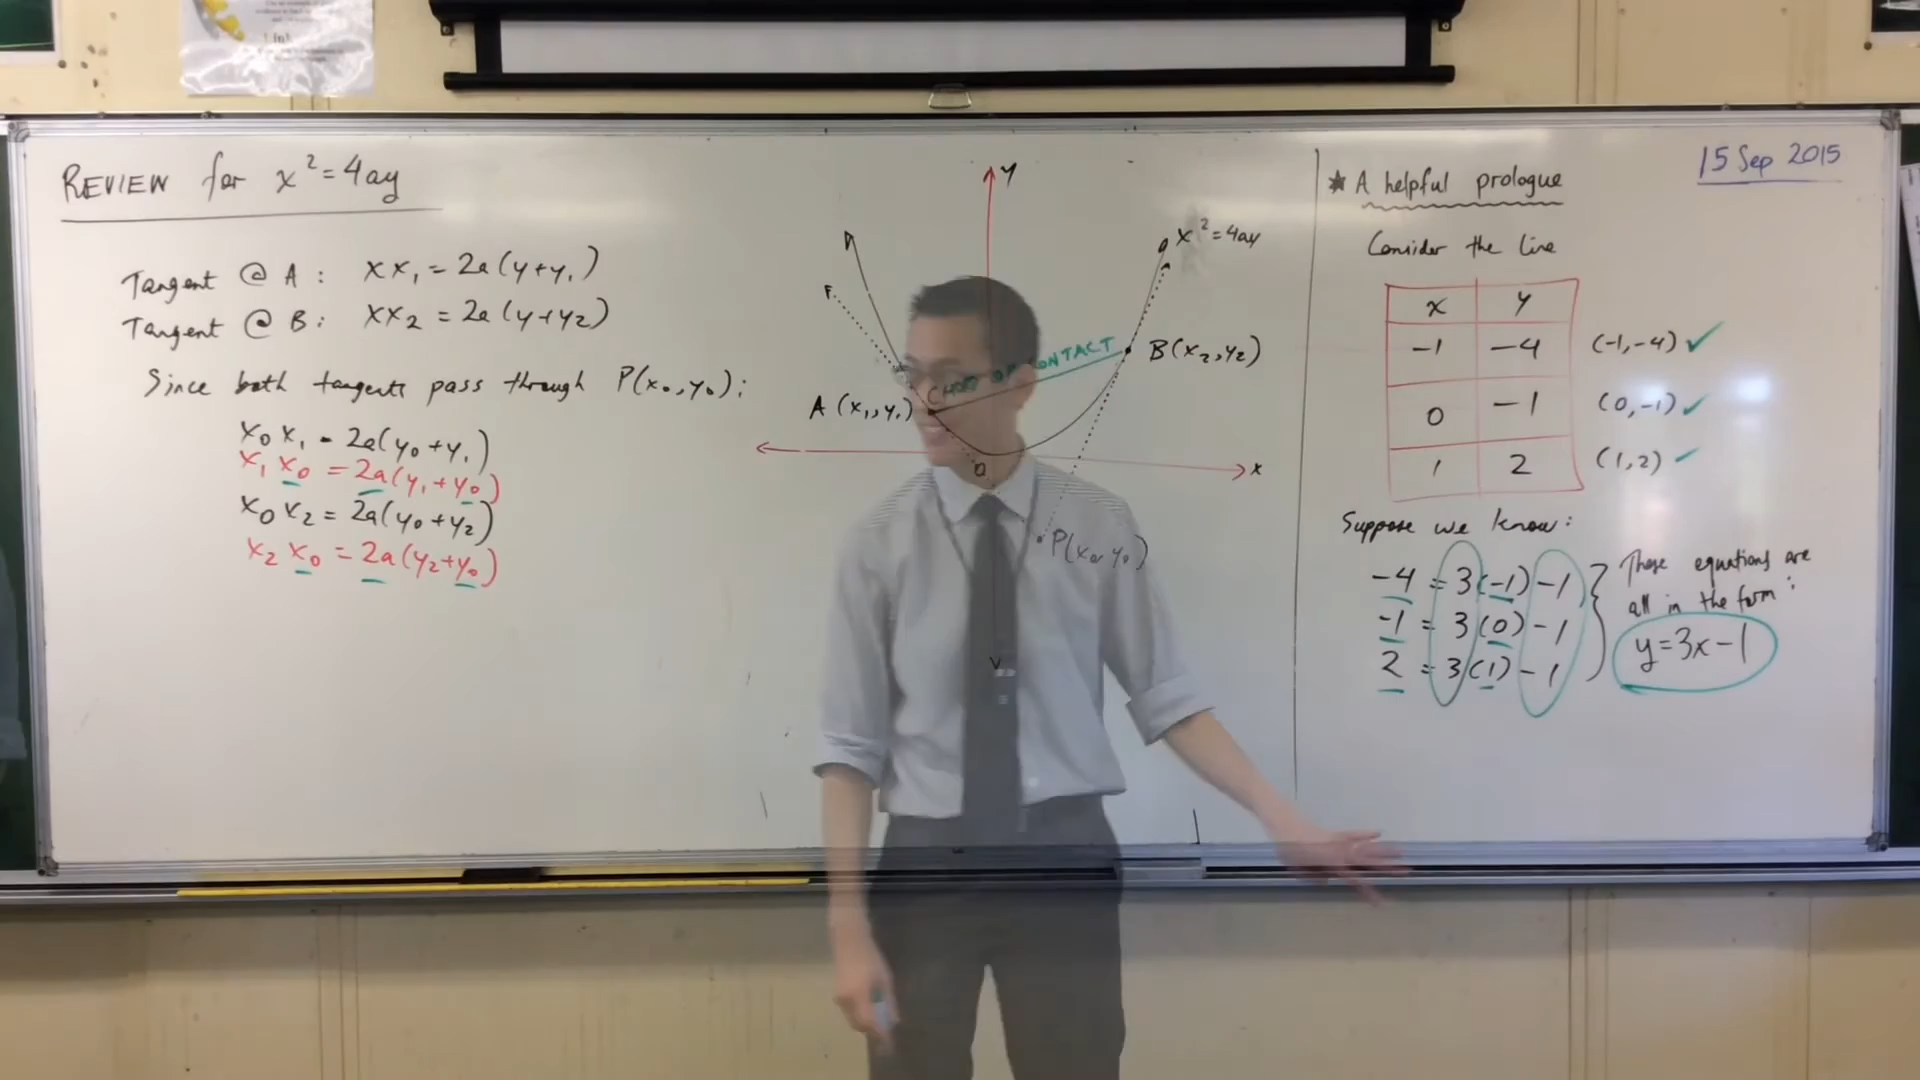 REVIEW for x² = 4ay
Tangent @ A : xx₁ = 2a(y+y₁)
Tangent @ B : xx₂ = 2a(y+y₂)
Since both tangents pass through P(x₀,y₀):
x₀x₁ = 2a(y₀+y₁)
x₁x₀ = 2a(y₁+y₀)
x₀x₂ = 2a(y₀+y₂)
x₂x₀ = 2a(y₂+y₀)
y
x² = 4ay
CHORD OF CONTACT
B(x₂,y₂)
A(x₁,y₁)
O
x
P(x₀,y₀)
15 Sep 2015
★ A helpful prologue
Consider the line
x y
-1 -4 (-1,-4) ✓
0 -1 (0,-1) ✓
1 2 (1,2) ✓
Suppose we know:
-4 = 3(-1)-1
-1 = 3(0)-1
2 = 3(1)-1
These equations are
all in the form:
y=3x-1